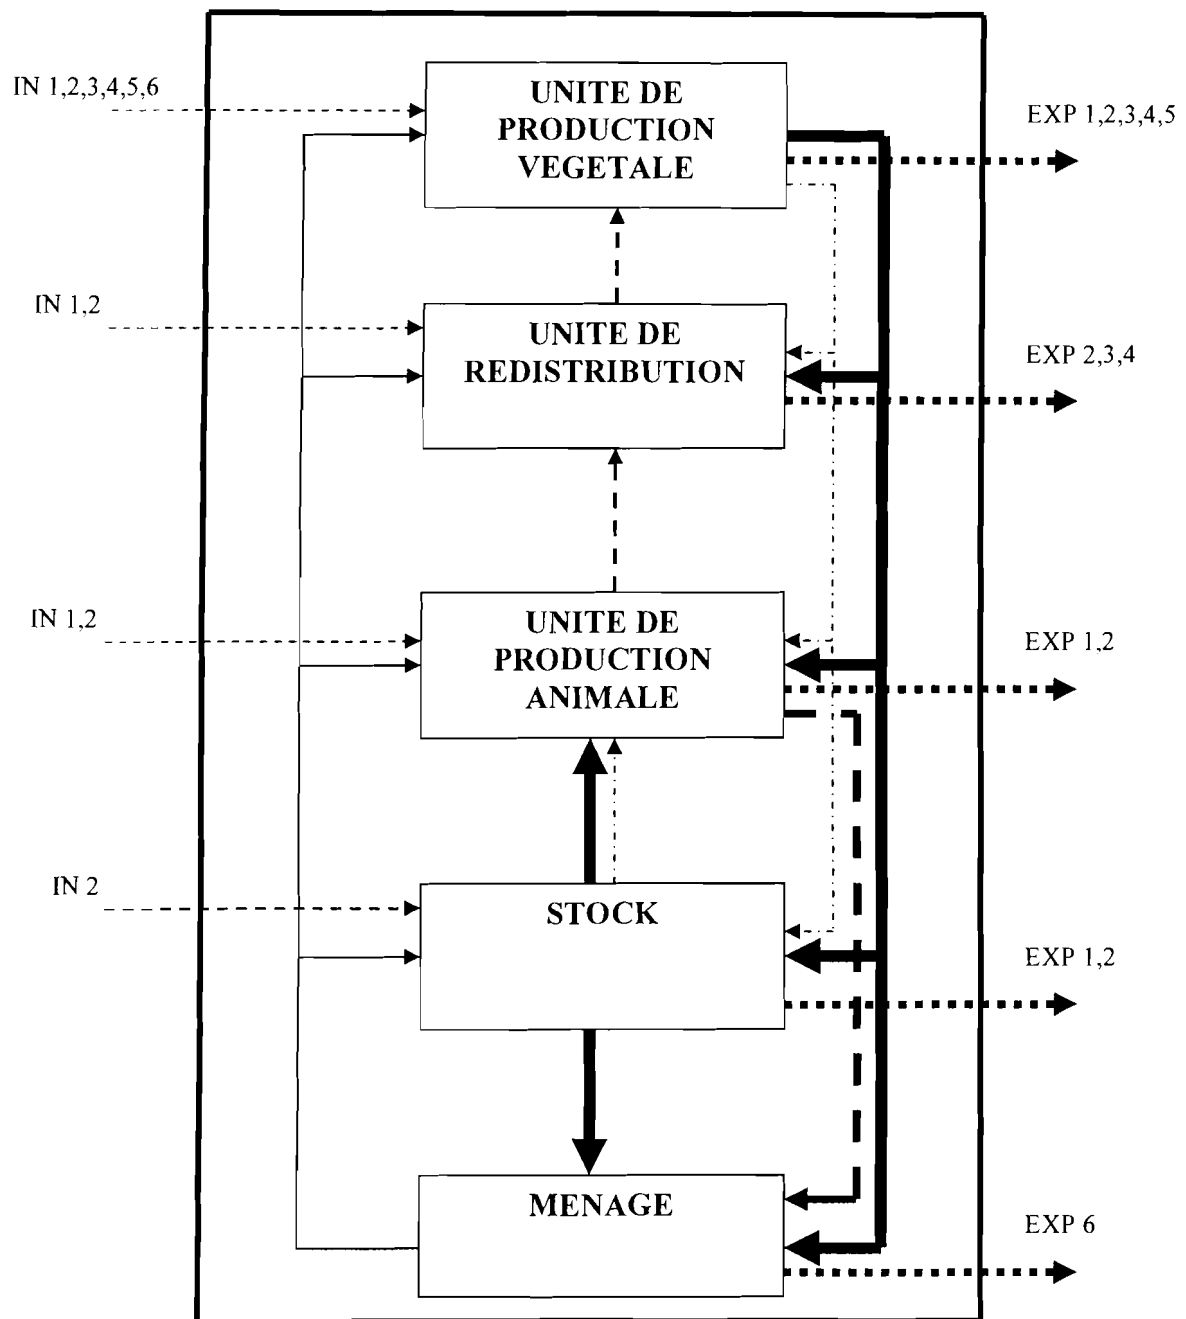 IN 1,2,3,4,5,6
UNITE DE
PRODUCTION
VEGETALE
EXP 1,2,3,4,5
IN 1,2
UNITE DE
REDISTRIBUTION
EXP 2,3,4
IN 1,2
UNITE DE
PRODUCTION
ANIMALE
EXP 1,2
IN 2
STOCK
EXP 1,2
MENAGE
EXP 6